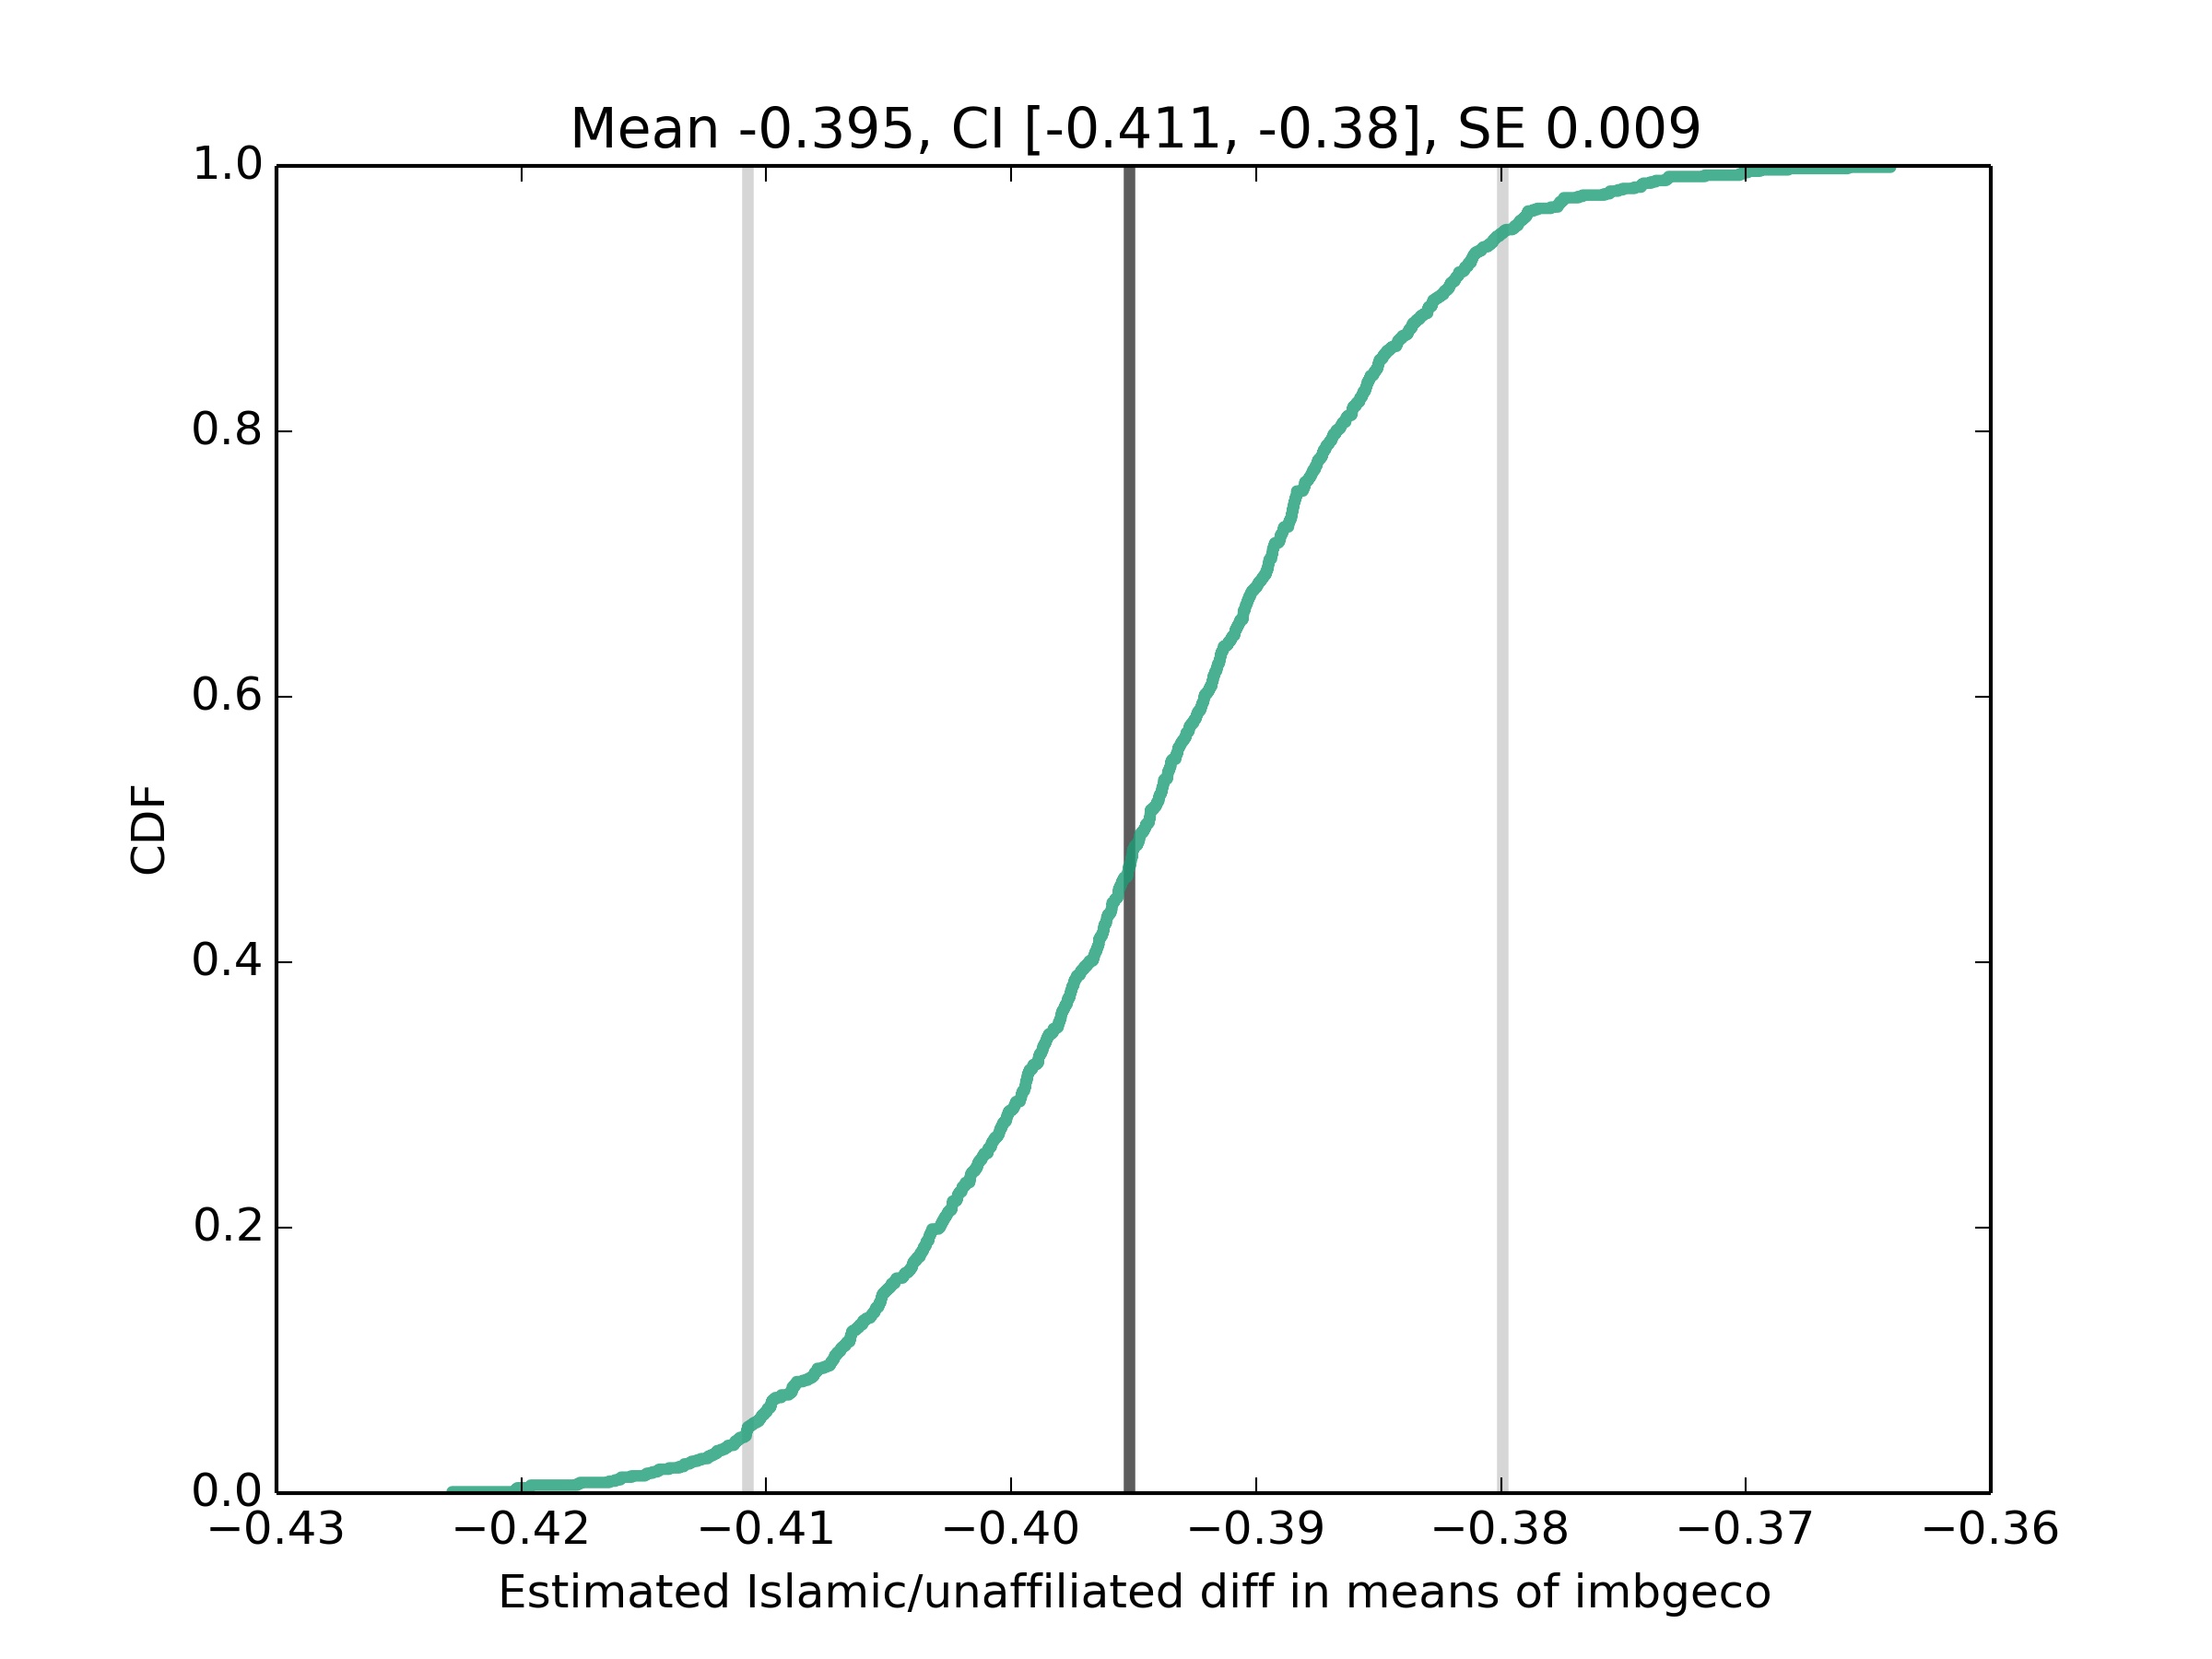 Mean -0.395, CI [-0.411, -0.38], SE 0.009
1.0
0.8
0.6
0.4
0.2
0.0
CDF
−0.43 −0.42 −0.41 −0.40 −0.39 −0.38 −0.37 −0.36
Estimated Islamic/unaffiliated diff in means of imbgeco